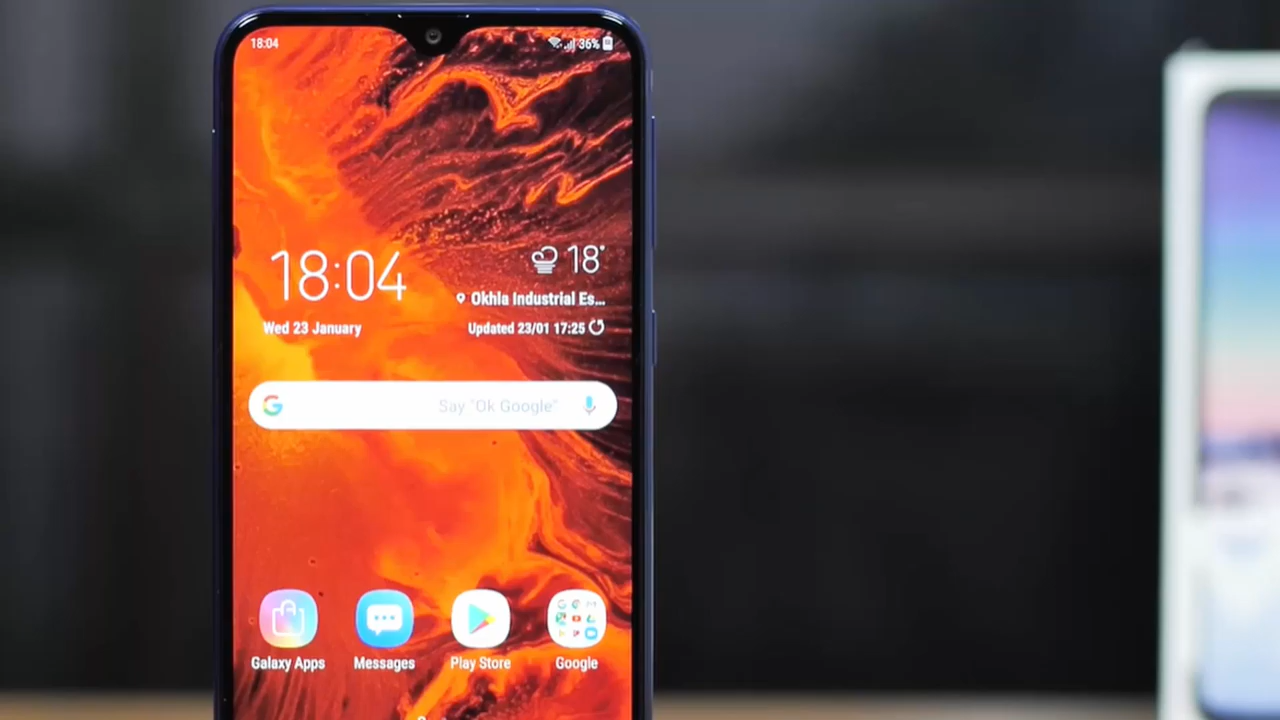 18:04
36%
18:04
18°
Okhla Industrial Es...
Wed 23 January
Updated 23/01 17:25
Say "Ok Google"
Galaxy Apps
Messages
Play Store
Google